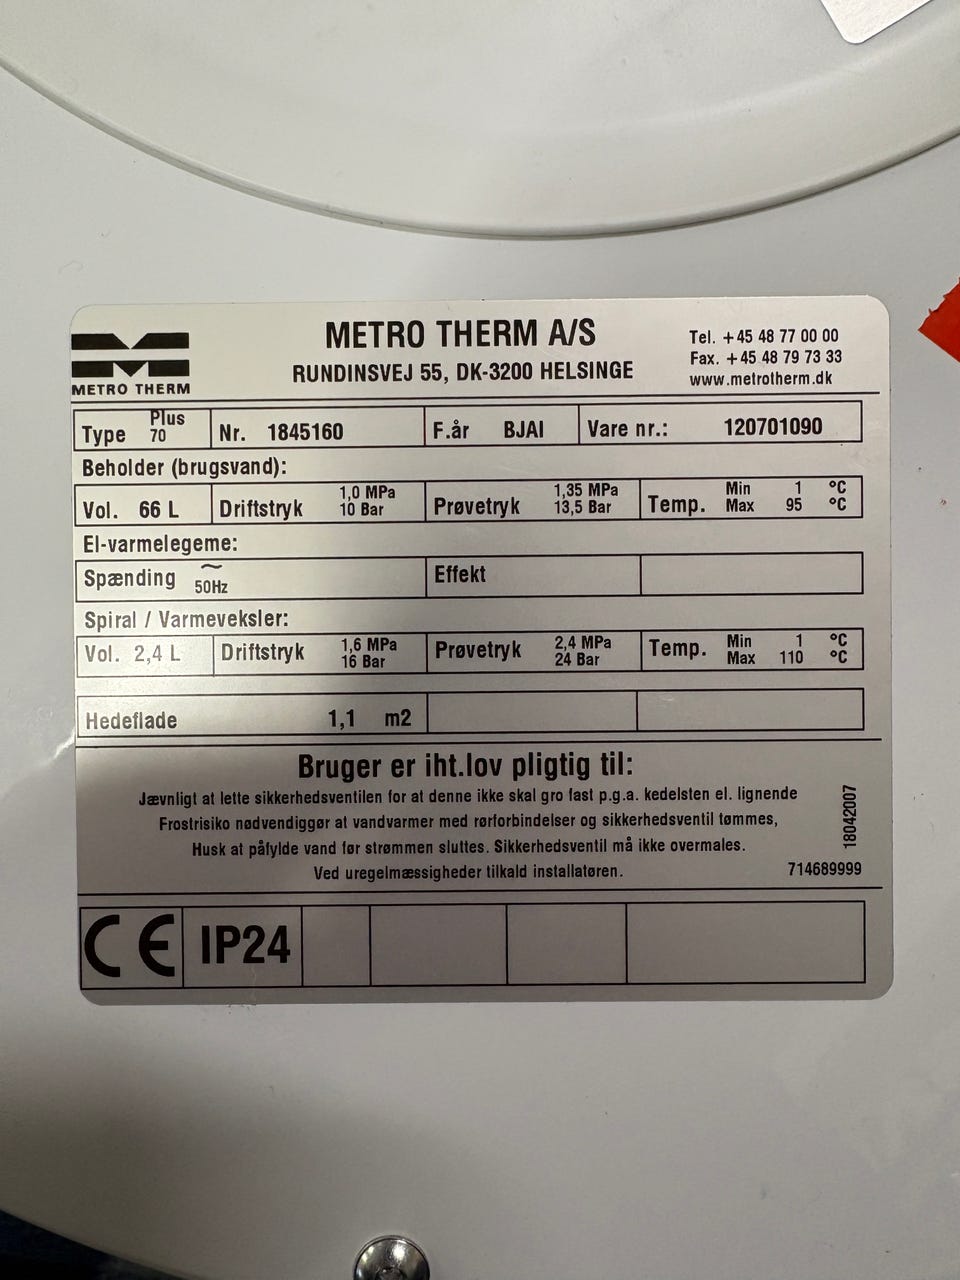 METRO THERM
METRO THERM A/S
RUNDINSVEJ 55, DK-3200 HELSINGE
Tel. +45 48 77 00 00
Fax. +45 48 79 73 33
www.metrotherm.dk
Type Plus 70 Nr. 1845160 F.år BJAI Vare nr.: 120701090
Beholder (brugsvand):
Vol. 66 L Driftstryk 1,0 MPa 10 Bar Prøvetryk 1,35 MPa 13,5 Bar Temp. Min 1 °C Max 95 °C
El-varmelegeme:
Spænding ~ 50Hz Effekt
Spiral / Varmeveksler:
Vol. 2,4 L Driftstryk 1,6 MPa 16 Bar Prøvetryk 2,4 MPa 24 Bar Temp. Min 1 °C Max 110 °C
Hedeflade 1,1 m2
Bruger er iht.lov pligtig til:
Jævnligt at lette sikkerhedsventilen for at denne ikke skal gro fast p.g.a. kedelsten el. lignende
Frostrisiko nødvendiggør at vandvarmer med rørforbindelser og sikkerhedsventil tømmes,
Husk at påfylde vand før strømmen sluttes. Sikkerhedsventil må ikke overmales.
Ved uregelmæssigheder tilkald installatøren.
18042007
714689999
CE IP24